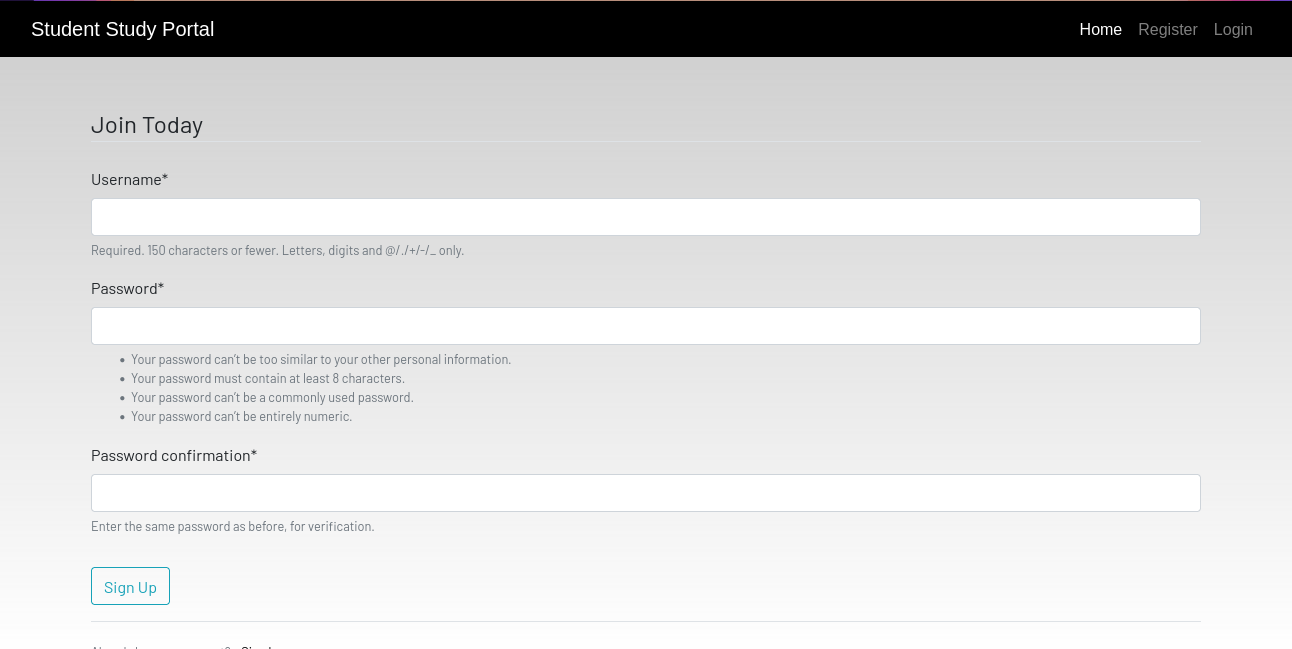 Student Study Portal
Home Register Login
Join Today
Username*
Required. 150 characters or fewer. Letters, digits and @/./+/-/_ only.
Password*
Your password can't be too similar to your other personal information.
Your password must contain at least 8 characters.
Your password can't be a commonly used password.
Your password can't be entirely numeric.
Password confirmation*
Enter the same password as before, for verification.
Sign Up